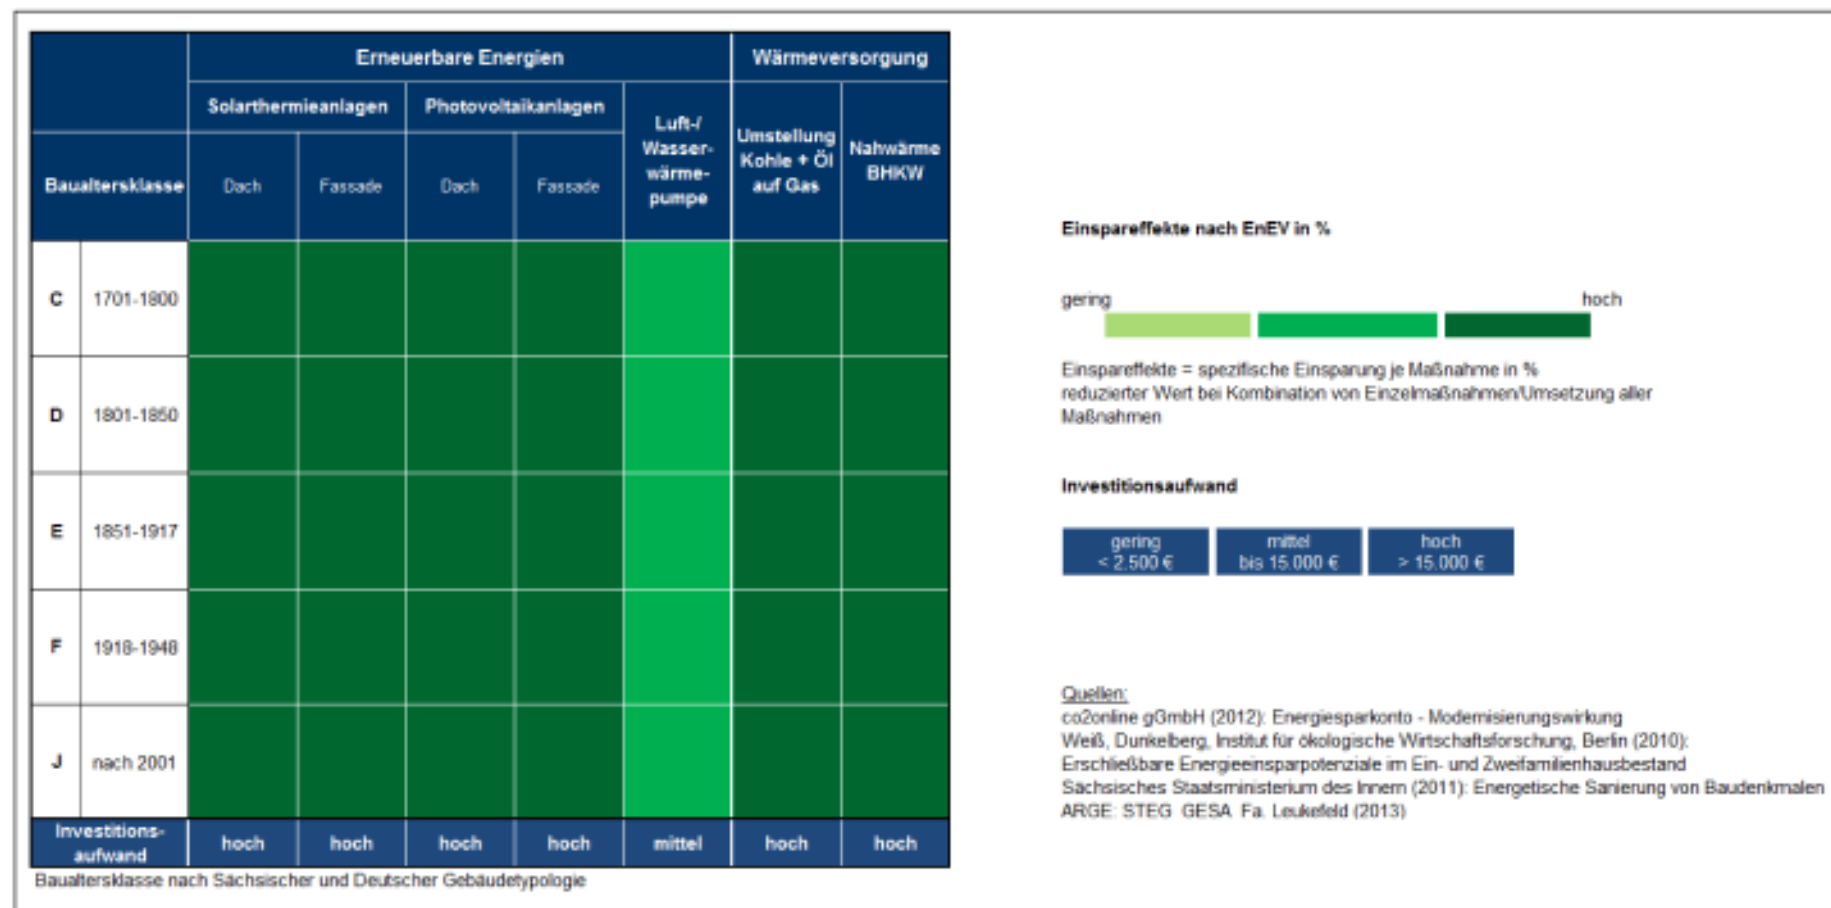 Erneuerbare Energien
Wärmeversorgung
Solarthermieanlagen
Photovoltaikanlagen
Luft-/
Wasser-
wärme-
pumpe
Umstellung
Kohle + Öl
auf Gas
Nahwärme
BHKW
Baualtersklasse
Dach
Fassade
Dach
Fassade
C 1701-1800
D 1801-1850
E 1851-1917
F 1918-1948
J nach 2001
Investitions-
aufwand
hoch hoch hoch hoch mittel hoch hoch
Baualtersklasse nach Sächsischer und Deutscher Gebäudetypologie
Einspareffekte nach EnEV in %
gering hoch
Einspareffekte = spezifische Einsparung je Maßnahme in %
reduzierter Wert bei Kombination von Einzelmaßnahmen/Umsetzung aller
Maßnahmen
Investitionsaufwand
gering
< 2.500 €
mittel
bis 15.000 €
hoch
> 15.000 €
Quellen:
co2online gGmbH (2012): Energiesparkonto - Modernisierungswirkung
Weiß, Dunkelberg, Institut für ökologische Wirtschaftsforschung, Berlin (2010):
Erschließbare Energieeinsparpotenziale im Ein- und Zweifamilienhausbestand
Sächsisches Staatsministerium des Innern (2011): Energetische Sanierung von Baudenkmalen
ARGE: STEG GESA Fa. Leukefeld (2013)